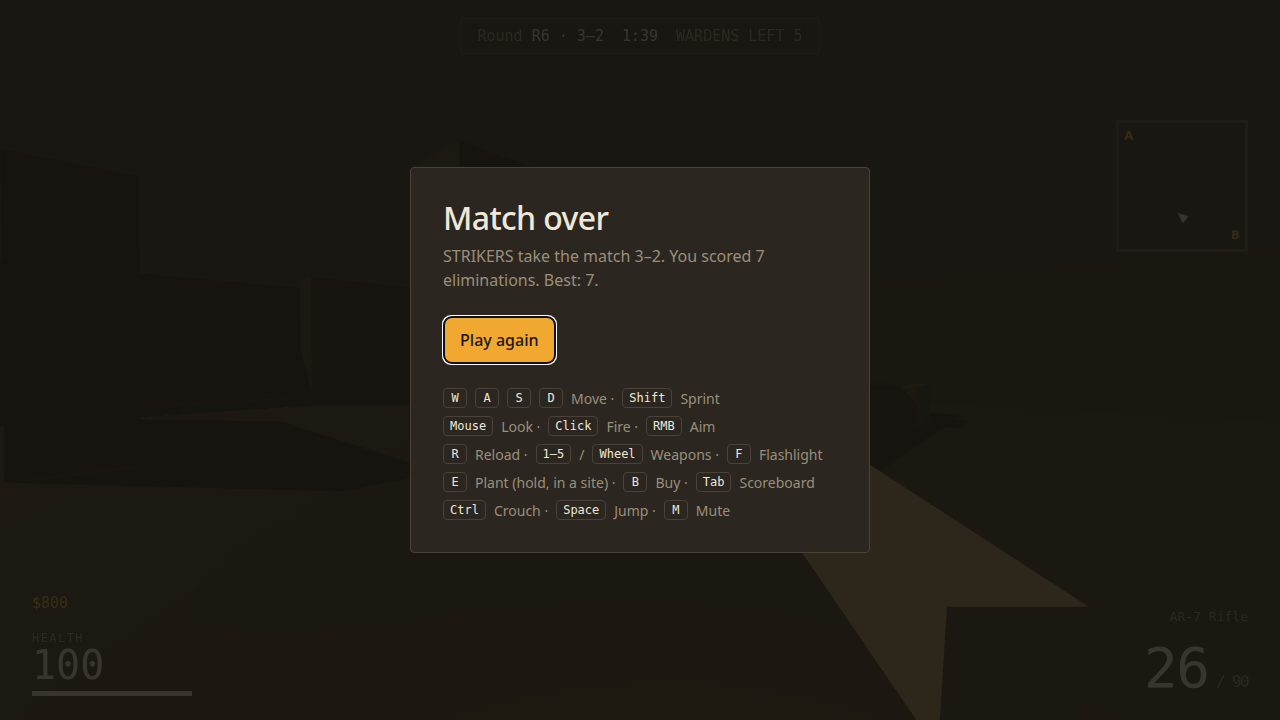 Round R6 · 3–2 1:39 WARDENS LEFT 5
A
B
Match over
STRIKERS take the match 3–2. You scored 7
eliminations. Best: 7.
Play again
W A S D Move · Shift Sprint
Mouse Look · Click Fire · RMB Aim
R Reload · 1–5 / Wheel Weapons · F Flashlight
E Plant (hold, in a site) · B Buy · Tab Scoreboard
Ctrl Crouch · Space Jump · M Mute
$800
HEALTH
100
AR-7 Rifle
26 / 90